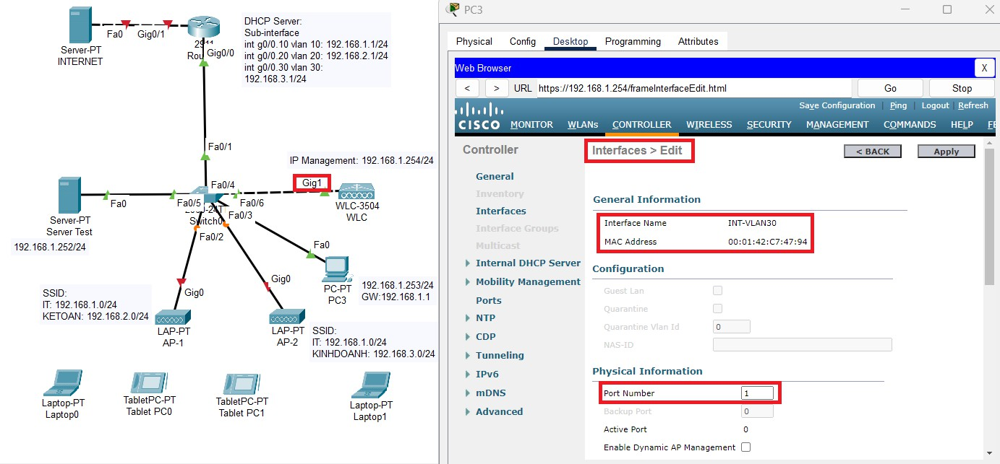 Server-PT
INTERNET
Fa0
Gig0/1
Gig0/0
DHCP Server:
Sub-interface
int g0/0.10 vlan 10: 192.168.1.1/24
int g0/0.20 vlan 20: 192.168.2.1/24
int g0/0.30 vlan 30:
192.168.3.1/24
Fa0/1
IP Management: 192.168.1.254/24
Gig1
Fa0/4
Fa0/5
Fa0/6
Fa0/3
Fa0/2
Fa0
WLC-3504
WLC
Server-PT
Server Test
192.168.1.252/24
Fa0
PC-PT
PC3
192.168.1.253/24
GW:192.168.1.1
Gig0
Gig0
SSID:
IT: 192.168.1.0/24
KETOAN: 192.168.2.0/24
LAP-PT
AP-1
LAP-PT
AP-2
SSID:
IT: 192.168.1.0/24
KINHDOANH: 192.168.3.0/24
Laptop-PT
Laptop0
TabletPC-PT
Tablet PC0
TabletPC-PT
Tablet PC1
Laptop-PT
Laptop1
PC3
Physical Config Desktop Programming Attributes
Web Browser X
< > URL https://192.168.1.254/frameInterfaceEdit.html Go Stop
Save Configuration Ping Logout Refresh
CISCO MONITOR WLANs CONTROLLER WIRELESS SECURITY MANAGEMENT COMMANDS HELP
Controller
General
Inventory
Interfaces
Interface Groups
Multicast
Internal DHCP Server
Mobility Management
Ports
NTP
CDP
Tunneling
IPv6
mDNS
Advanced
Interfaces > Edit
< BACK Apply
General Information
Interface Name INT-VLAN30
MAC Address 00:01:42:C7:47:94
Configuration
Guest Lan
Quarantine
Quarantine Vlan Id 0
NAS-ID
Physical Information
Port Number 1
Backup Port 0
Active Port 0
Enable Dynamic AP Management